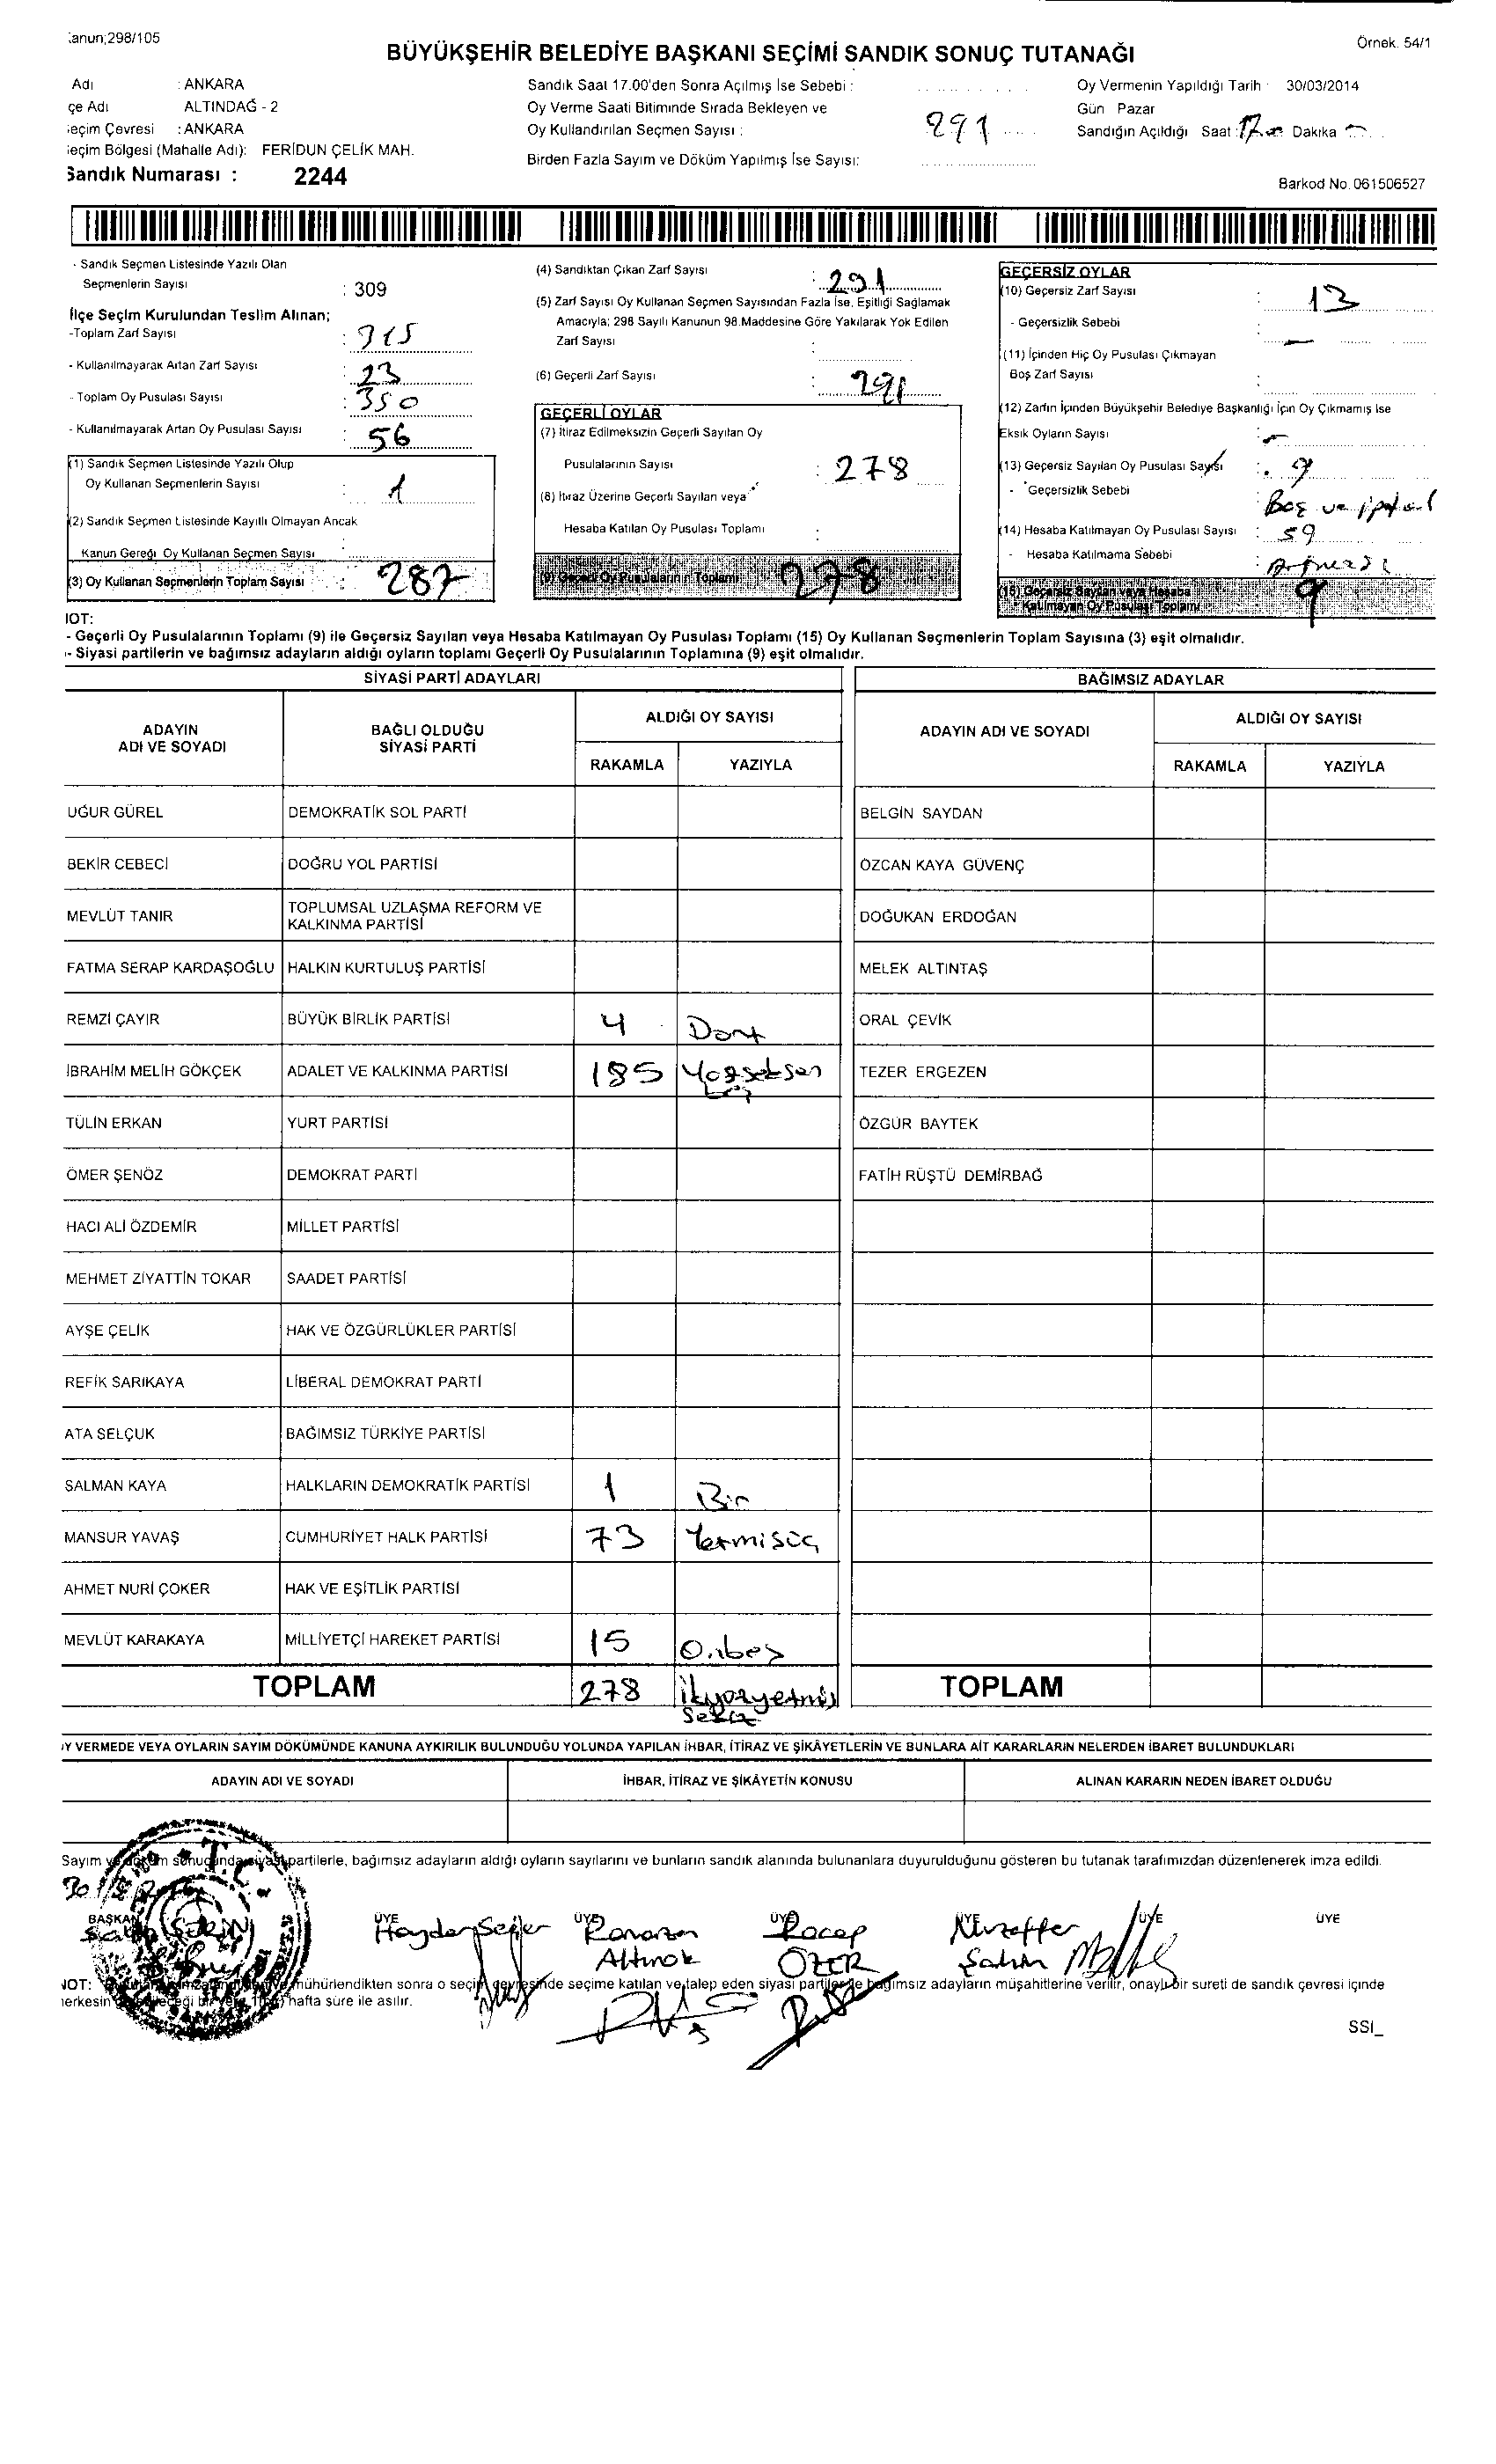 Kanun;298/105
Örnek. 54/1
BÜYÜKŞEHİR BELEDİYE BAŞKANI SEÇİMİ SANDIK SONUÇ TUTANAĞI
Adı : ANKARA
çe Adı ALTINDAĞ - 2
eçim Çevresi : ANKARA
eçim Bölgesi (Mahalle Adı): FERİDUN ÇELİK MAH.
Sandık Numarası : 2244
Sandık Saat 17.00'den Sonra Açılmış İse Sebebi :
Oy Verme Saati Bitiminde Sırada Bekleyen ve
Oy Kullandırılan Seçmen Sayısı : 291
Birden Fazla Sayım ve Döküm Yapılmış İse Sayısı:
Oy Vermenin Yapıldığı Tarih : 30/03/2014
Gün Pazar
Sandığın Açıldığı Saat : 17 Dakika
Barkod No.061506527
- Sandık Seçmen Listesinde Yazılı Olan
Seçmenlerin Sayısı : 309
İlçe Seçim Kurulundan Teslim Alınan;
-Toplam Zarf Sayısı : 315
- Kullanılmayarak Artan Zarf Sayısı : 23
- Toplam Oy Pusulası Sayısı : 350
- Kullanılmayarak Artan Oy Pusulası Sayısı : 56
(1) Sandık Seçmen Listesinde Yazılı Olup
Oy Kullanan Seçmenlerin Sayısı : 1
(2) Sandık Seçmen Listesinde Kayıtlı Olmayan Ancak
Kanun Gereği Oy Kullanan Seçmen Sayısı :
(3) Oy Kullanan Seçmenlerin Toplam Sayısı : 287
(4) Sandıktan Çıkan Zarf Sayısı : 291
(5) Zarf Sayısı Oy Kullanan Seçmen Sayısından Fazla İse, Eşitliği Sağlamak
Amacıyla; 298 Sayılı Kanunun 98.Maddesine Göre Yakılarak Yok Edilen
Zarf Sayısı :
(6) Geçerli Zarf Sayısı : 291
GEÇERLİ OYLAR
(7) İtiraz Edilmeksizin Geçerli Sayılan Oy
Pusulalarının Sayısı : 278
(8) İtiraz Üzerine Geçerli Sayılan veya
Hesaba Katılan Oy Pusulası Toplamı :
(9) Geçerli Oy Pusulalarının Toplamı 278
GEÇERSİZ OYLAR
(10) Geçersiz Zarf Sayısı : 13
- Geçersizlik Sebebi : -
(11) İçinden Hiç Oy Pusulası Çıkmayan
Boş Zarf Sayısı :
(12) Zarfın İçinden Büyükşehir Belediye Başkanlığı İçin Oy Çıkmamış İse
Eksik Oyların Sayısı : -
(13) Geçersiz Sayılan Oy Pusulası Sayısı : 9
- Geçersizlik Sebebi : Boş ve iptal
(14) Hesaba Katılmayan Oy Pusulası Sayısı : 59
- Hesaba Katılmama Sebebi :
(15) Geçersiz Sayılan veya Hesaba
Katılmayan Oy Pusulası Toplamı 9
NOT:
- Geçerli Oy Pusulalarının Toplamı (9) ile Geçersiz Sayılan veya Hesaba Katılmayan Oy Pusulası Toplamı (15) Oy Kullanan Seçmenlerin Toplam Sayısına (3) eşit olmalıdır.
- Siyasi partilerin ve bağımsız adayların aldığı oyların toplamı Geçerli Oy Pusulalarının Toplamına (9) eşit olmalıdır.
SİYASİ PARTİ ADAYLARI BAĞIMSIZ ADAYLAR
ADAYIN ADI VE SOYADI BAĞLI OLDUĞU SİYASİ PARTİ ALDIĞI OY SAYISI RAKAMLA YAZIYLA ADAYIN ADI VE SOYADI ALDIĞI OY SAYISI RAKAMLA YAZIYLA
UĞUR GÜREL DEMOKRATİK SOL PARTİ BELGİN SAYDAN
BEKİR CEBECİ DOĞRU YOL PARTİSİ ÖZCAN KAYA GÜVENÇ
MEVLÜT TANIR TOPLUMSAL UZLAŞMA REFORM VE KALKINMA PARTİSİ DOĞUKAN ERDOĞAN
FATMA SERAP KARDAŞOĞLU HALKIN KURTULUŞ PARTİSİ MELEK ALTINTAŞ
REMZİ ÇAYIR BÜYÜK BİRLİK PARTİSİ 4 Dört ORAL ÇEVİK
İBRAHİM MELİH GÖKÇEK ADALET VE KALKINMA PARTİSİ 185 Yüzseksen beş TEZER ERGEZEN
TÜLİN ERKAN YURT PARTİSİ ÖZGÜR BAYTEK
ÖMER ŞENÖZ DEMOKRAT PARTİ FATİH RÜŞTÜ DEMİRBAĞ
HACI ALİ ÖZDEMİR MİLLET PARTİSİ
MEHMET ZİYATTİN TOKAR SAADET PARTİSİ
AYŞE ÇELİK HAK VE ÖZGÜRLÜKLER PARTİSİ
REFİK SARIKAYA LİBERAL DEMOKRAT PARTİ
ATA SELÇUK BAĞIMSIZ TÜRKİYE PARTİSİ
SALMAN KAYA HALKLARIN DEMOKRATİK PARTİSİ 1 Bir
MANSUR YAVAŞ CUMHURİYET HALK PARTİSİ 73 Yetmisüç
AHMET NURİ ÇOKER HAK VE EŞİTLİK PARTİSİ
MEVLÜT KARAKAYA MİLLİYETÇİ HAREKET PARTİSİ 15 Onbeş
TOPLAM 278 ikiyüzyetmiş sekiz TOPLAM
OY VERMEDE VEYA OYLARIN SAYIM DÖKÜMÜNDE KANUNA AYKIRILIK BULUNDUĞU YOLUNDA YAPILAN İHBAR, İTİRAZ VE ŞİKÂYETLERİN VE BUNLARA AİT KARARLARIN NELERDEN İBARET BULUNDUKLARI
ADAYIN ADI VE SOYADI İHBAR, İTİRAZ VE ŞİKÂYETİN KONUSU ALINAN KARARIN NEDEN İBARET OLDUĞU
Sayım ve döküm sonucunda siyasi partilerle, bağımsız adayların aldığı oyların sayılarını ve bunların sandık alanında bulunanlara duyurulduğunu gösteren bu tutanak tarafımızdan düzenlenerek imza edildi.
BAŞKAN ÜYE ÜYE ÜYE ÜYE ÜYE ÜYE
Haydar Seğer Ramazan Altınok Recep ÖZER Muzaffer Şahin
NOT: mühürlendikten sonra o seçim çevresinde seçime katılan ve talep eden siyasi partiler ile bağımsız adayların müşahitlerine verilir, onaylı bir sureti de sandık çevresi içinde
herkesin hafta süre ile asılır.
SSI_